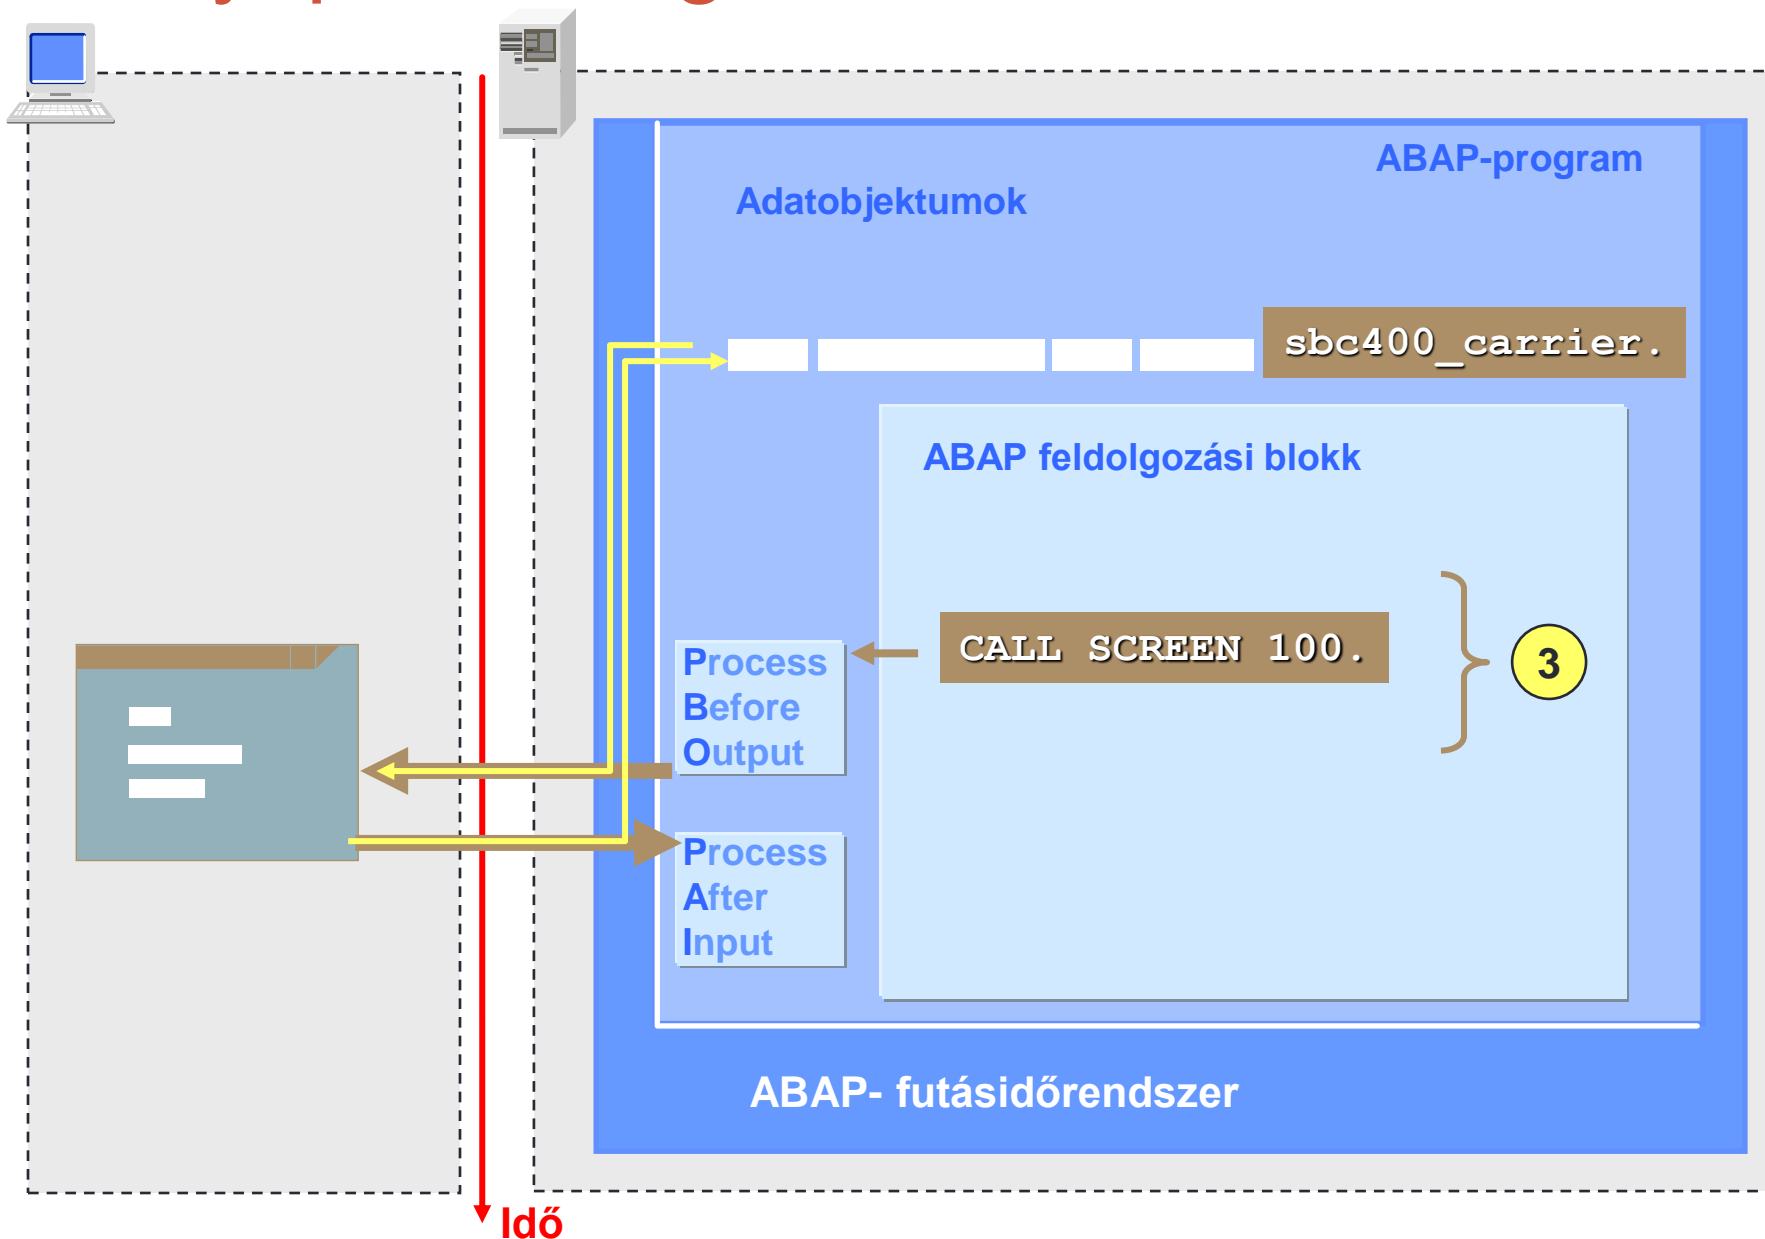 ABAP-program
Adatobjektumok
sbc400_carrier.
ABAP feldolgozási blokk
CALL SCREEN 100.
3
Process
Before
Output
Process
After
Input
ABAP- futásidőrendszer
Idő